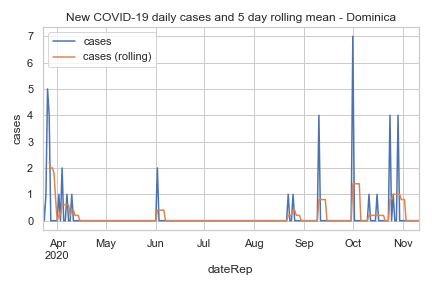 New COVID-19 daily cases and 5 day rolling mean - Dominica
cases
cases (rolling)
7
6
5
4
3
2
1
0
cases
Apr May Jun Jul Aug Sep Oct Nov
2020
dateRep